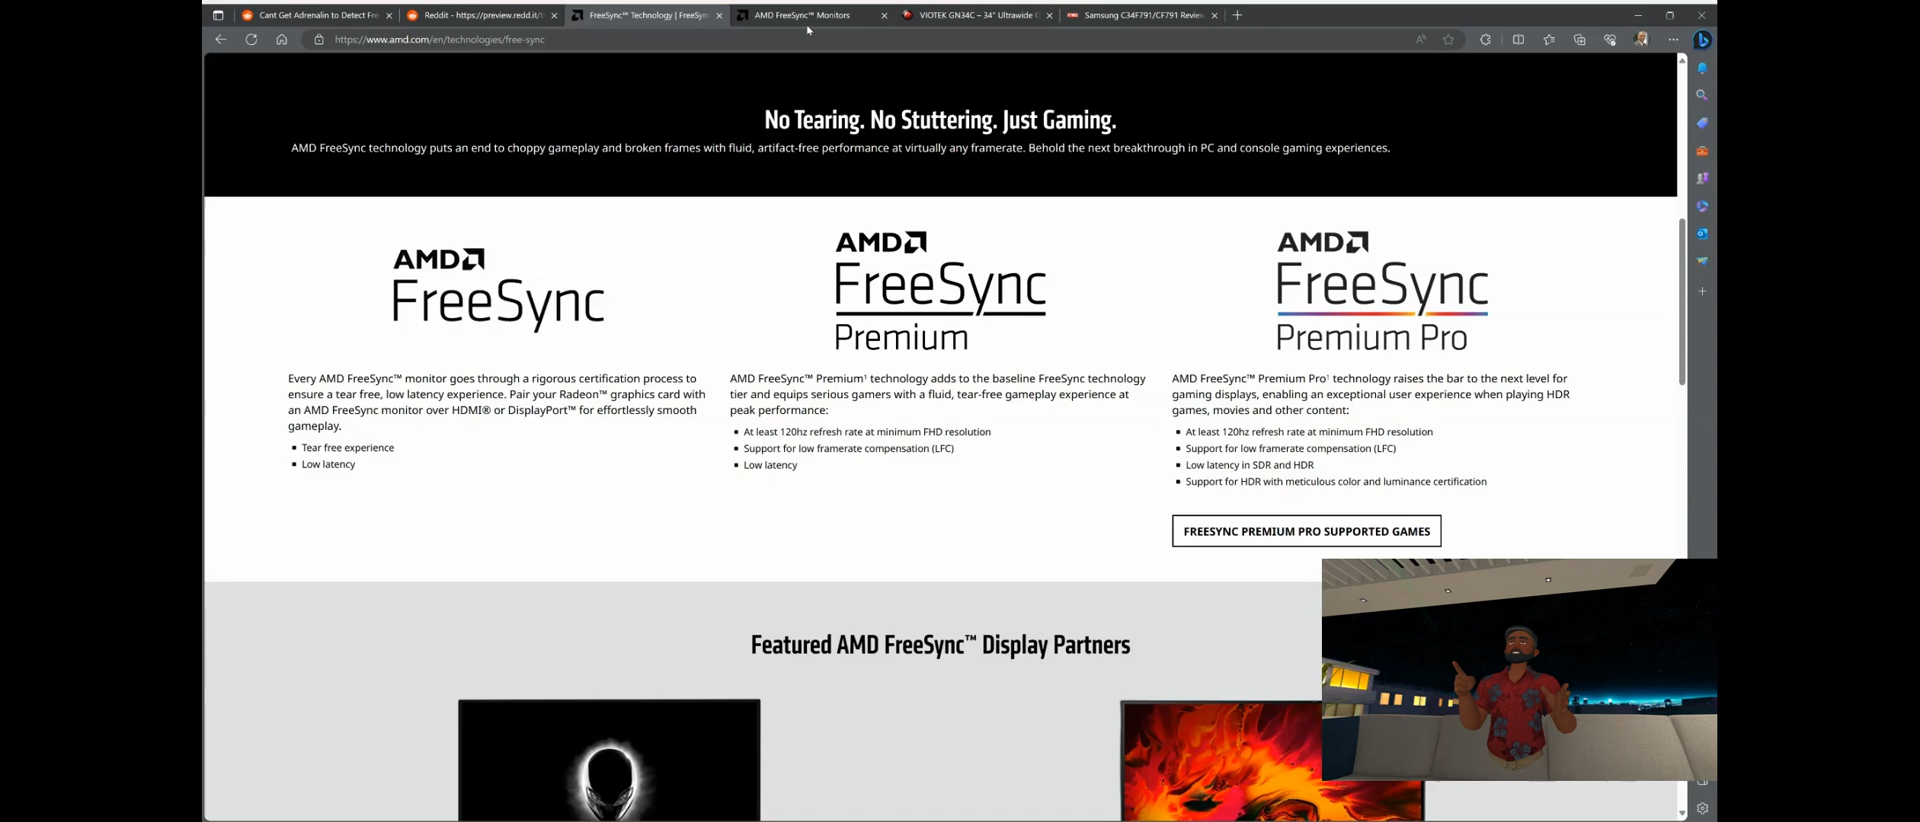 Cant Get Adrenalin to Detect Fre
Reddit - https://preview.redd.it/
FreeSync™ Technology | FreeSyn
AMD FreeSync™ Monitors
VIOTEK GN34C – 34" Ultrawide C
Samsung C34F791/CF791 Revie
https://www.amd.com/en/technologies/free-sync
No Tearing. No Stuttering. Just Gaming.
AMD FreeSync technology puts an end to choppy gameplay and broken frames with fluid, artifact-free performance at virtually any framerate. Behold the next breakthrough in PC and console gaming experiences.
AMD
FreeSync
Every AMD FreeSync™ monitor goes through a rigorous certification process to
ensure a tear free, low latency experience. Pair your Radeon™ graphics card with
an AMD FreeSync monitor over HDMI® or DisplayPort™ for effortlessly smooth
gameplay.
Tear free experience
Low latency
AMD
FreeSync
Premium
AMD FreeSync™ Premium¹ technology adds to the baseline FreeSync technology
tier and equips serious gamers with a fluid, tear-free gameplay experience at
peak performance:
At least 120hz refresh rate at minimum FHD resolution
Support for low framerate compensation (LFC)
Low latency
AMD
FreeSync
Premium Pro
AMD FreeSync™ Premium Pro¹ technology raises the bar to the next level for
gaming displays, enabling an exceptional user experience when playing HDR
games, movies and other content:
At least 120hz refresh rate at minimum FHD resolution
Support for low framerate compensation (LFC)
Low latency in SDR and HDR
Support for HDR with meticulous color and luminance certification
FREESYNC PREMIUM PRO SUPPORTED GAMES
Featured AMD FreeSync™ Display Partners